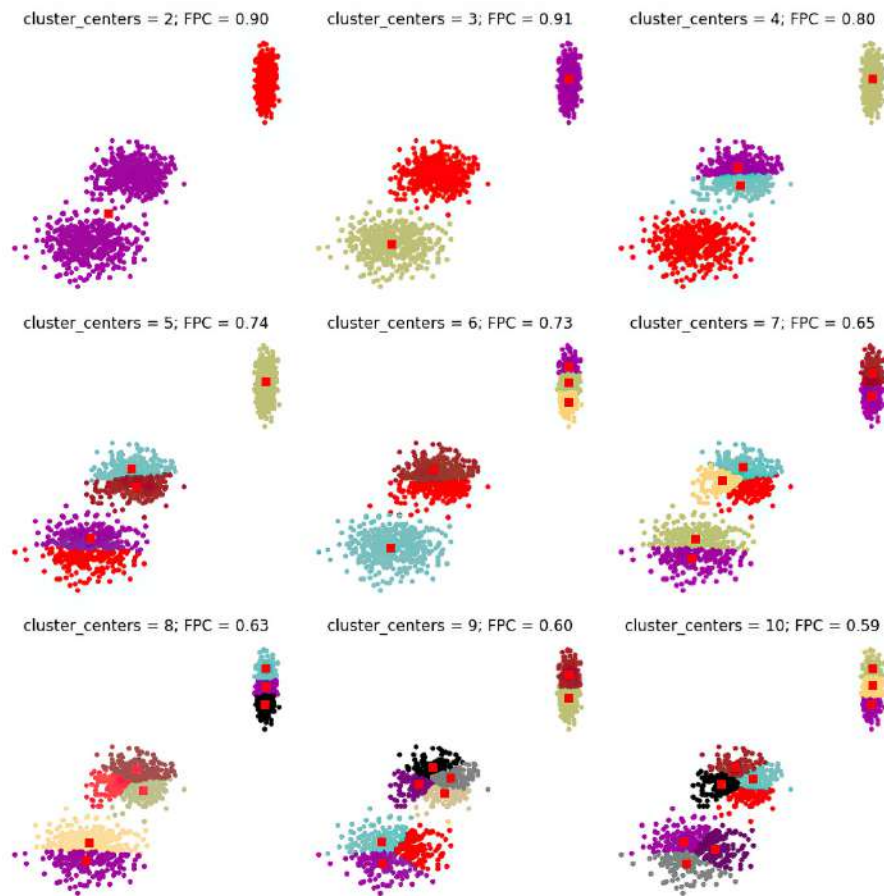 cluster_centers = 2; FPC = 0.90
cluster_centers = 3; FPC = 0.91
cluster_centers = 4; FPC = 0.80
cluster_centers = 5; FPC = 0.74
cluster_centers = 6; FPC = 0.73
cluster_centers = 7; FPC = 0.65
cluster_centers = 8; FPC = 0.63
cluster_centers = 9; FPC = 0.60
cluster_centers = 10; FPC = 0.59